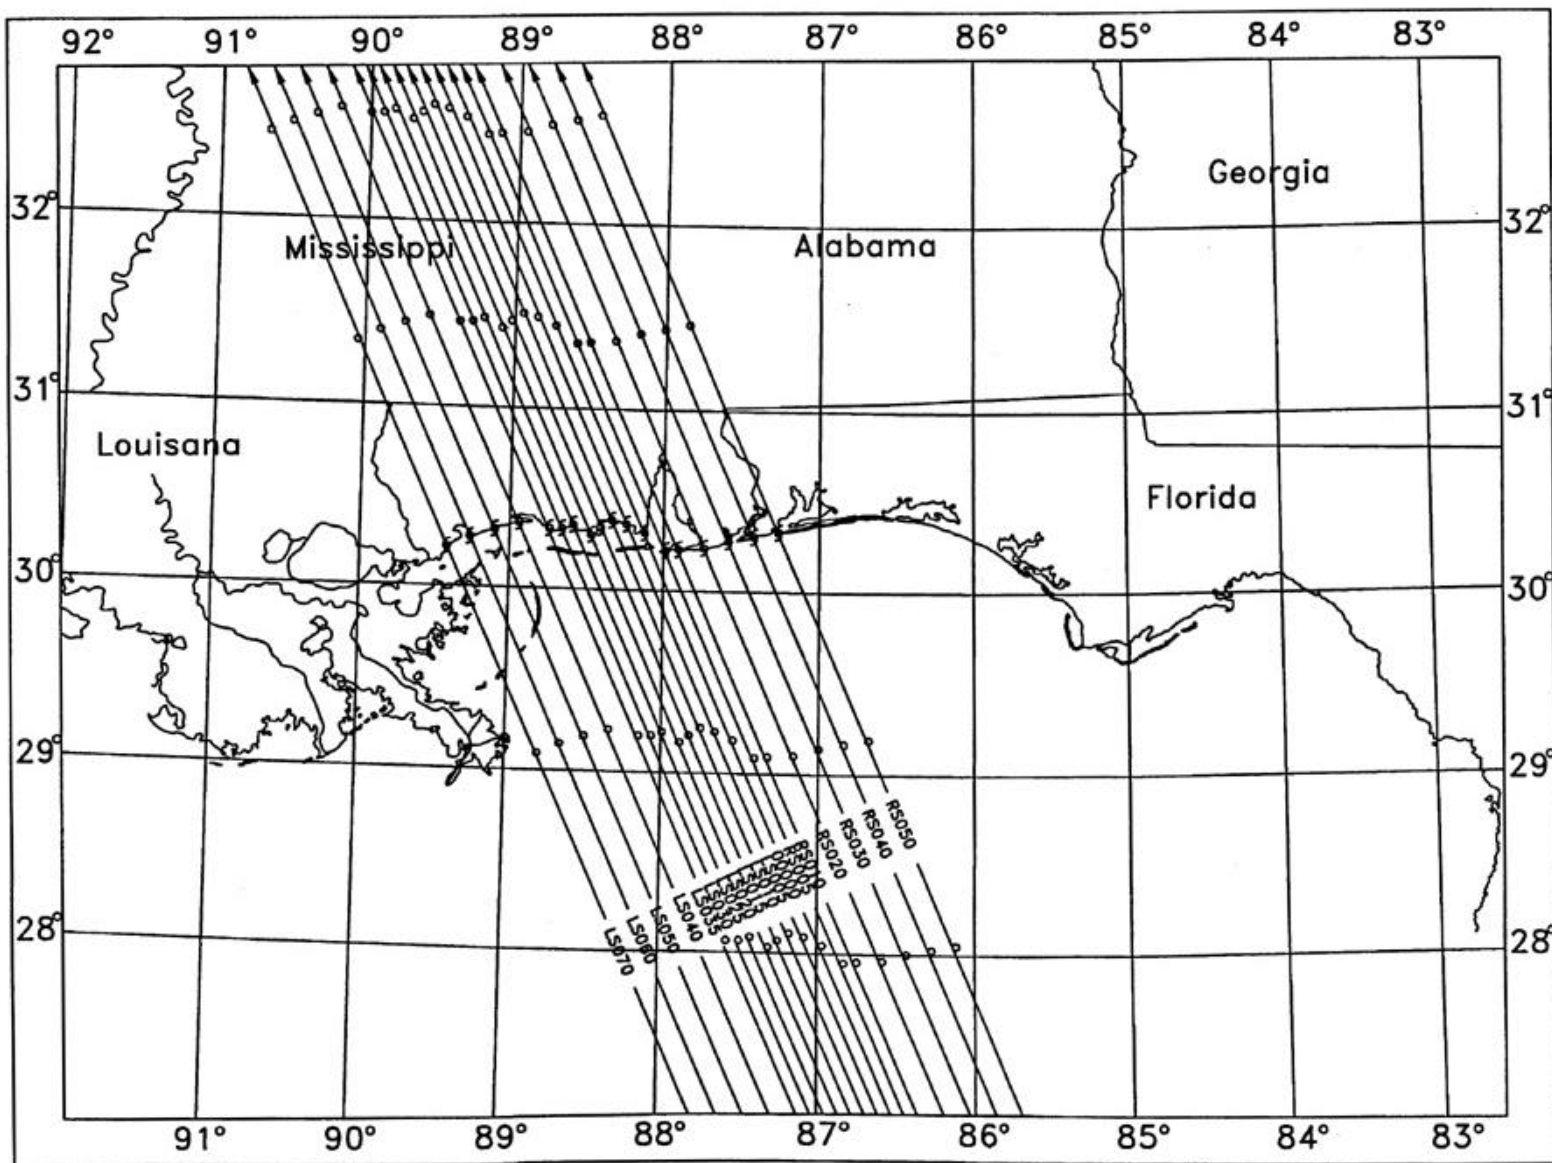 92° 91° 90° 89° 88° 87° 86° 85° 84° 83°
Georgia
32° 32°
Mississippi Alabama
31° 31°
Louisana
Florida
30° 30°
29° 29°
RS050
RS040
RS030
RS020
LS035
LS040
LS050
LS060
LS070
28° 28°
91° 90° 89° 88° 87° 86° 85° 84° 83°